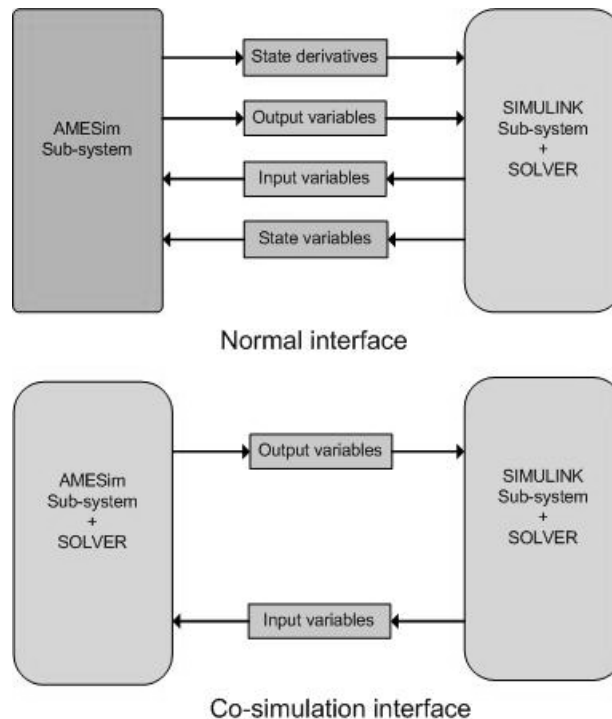 State derivatives
AMESim
Sub-system
Output variables
SIMULINK
Sub-system
+
SOLVER
Input variables
State variables
Normal interface
AMESim
Sub-system
+
SOLVER
Output variables
SIMULINK
Sub-system
+
SOLVER
Input variables
Co-simulation interface